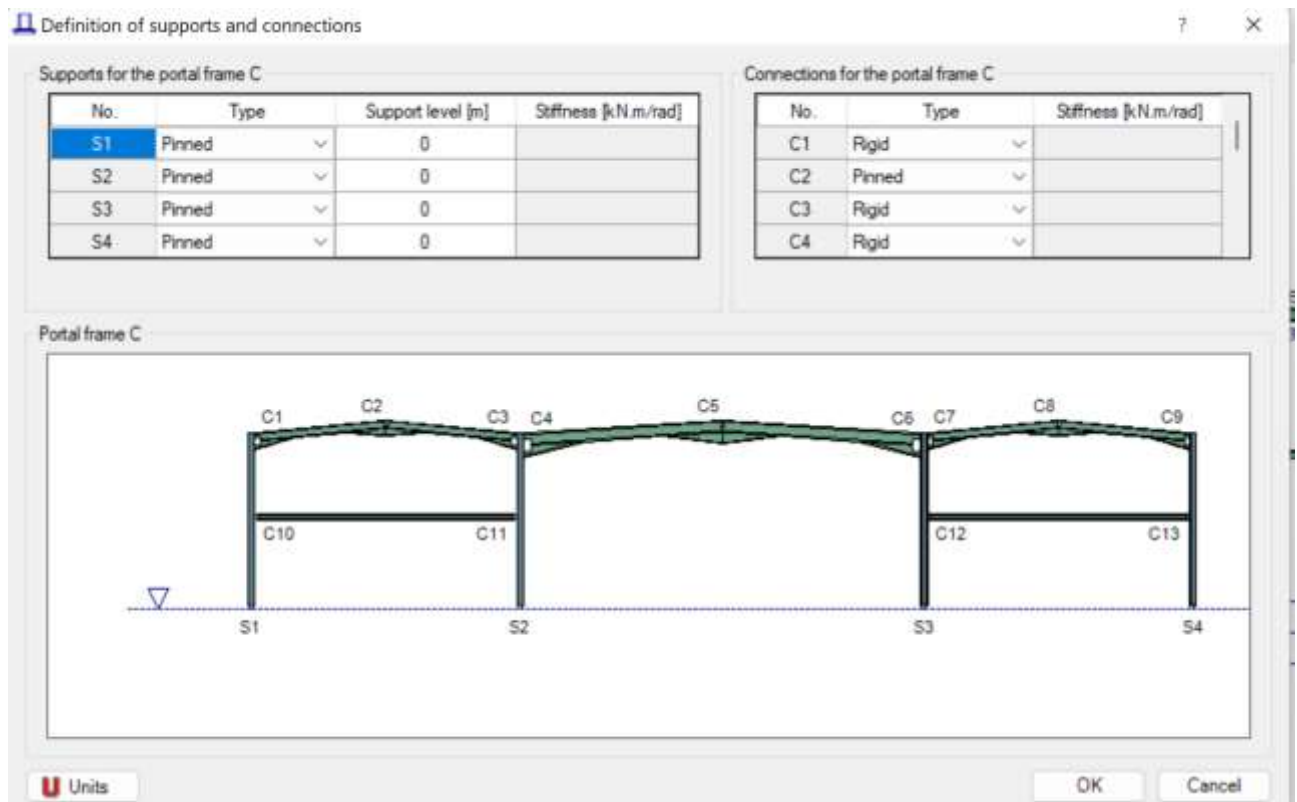 Definition of supports and connections ?
Supports for the portal frame C
No. Type Support level [m] Stiffness [kN.m/rad]
S1 Pinned 0
S2 Pinned 0
S3 Pinned 0
S4 Pinned 0
Connections for the portal frame C
No. Type Stiffness [kN.m/rad]
C1 Rigid
C2 Pinned
C3 Rigid
C4 Rigid
Portal frame C
C1 C2 C3 C4 C5 C6 C7 C8 C9
C10 C11 C12 C13
S1 S2 S3 S4
Units OK Cancel